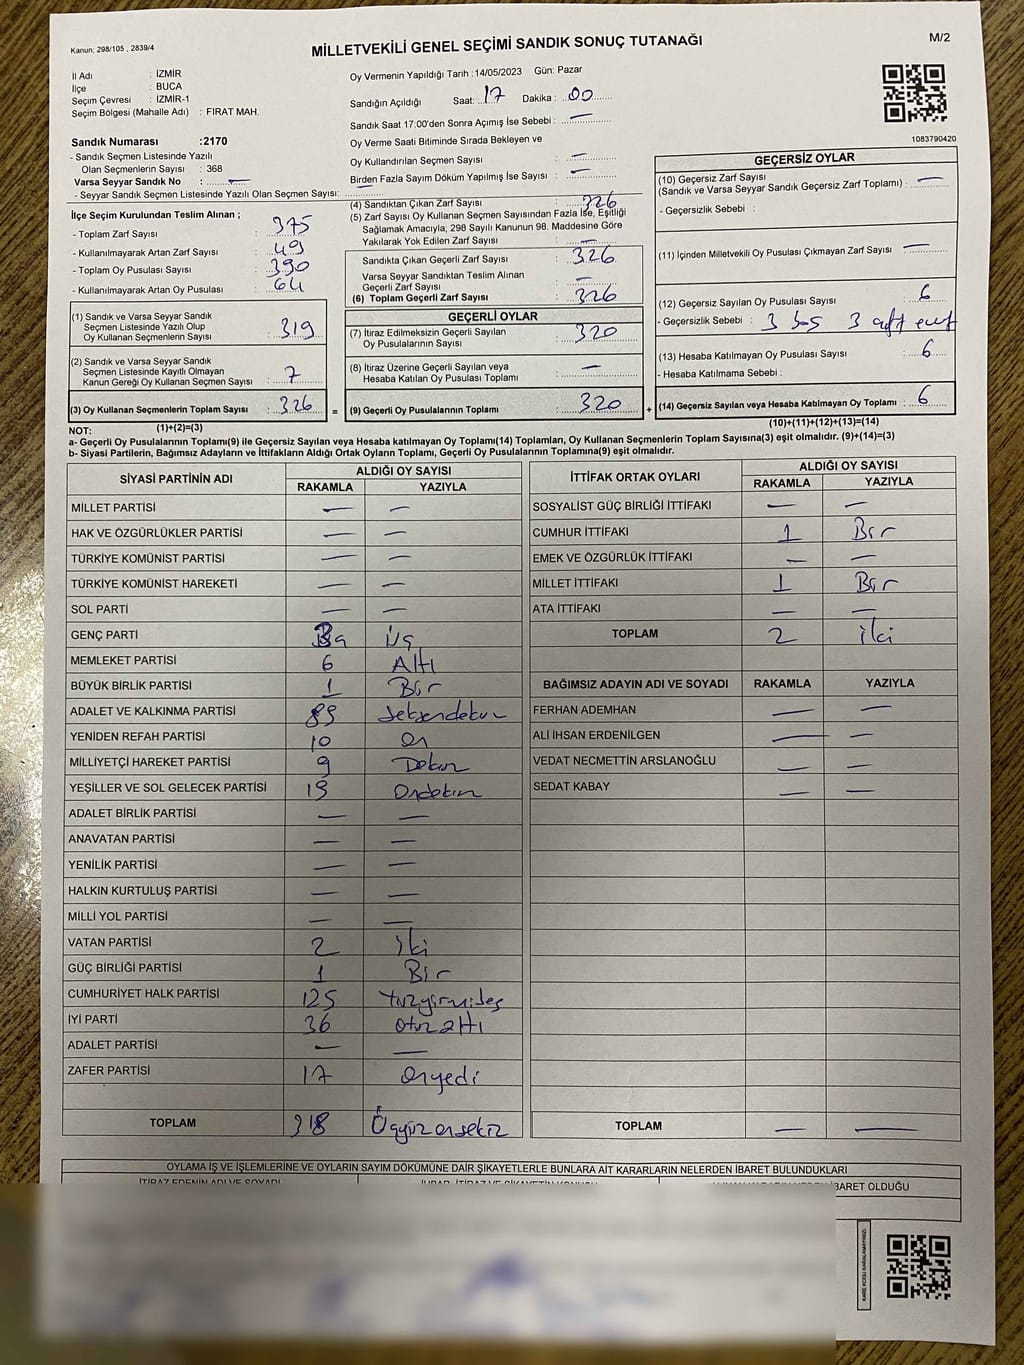 Kanun; 298/105 , 2839/4
MİLLETVEKİLİ GENEL SEÇİMİ SANDIK SONUÇ TUTANAĞI
M/2
İl Adı : İZMİR
İlçe : BUCA
Seçim Çevresi : İZMİR-1
Seçim Bölgesi (Mahalle Adı) : FIRAT MAH.
Sandık Numarası :2170
- Sandık Seçmen Listesinde Yazılı
Olan Seçmenlerin Sayısı : 368
Varsa Seyyar Sandık No : —
- Seyyar Sandık Seçmen Listesinde Yazılı Olan Seçmen Sayısı:
Oy Vermenin Yapıldığı Tarih :14/05/2023 Gün: Pazar
Sandığın Açıldığı Saat: 17 Dakika : 00
Sandık Saat 17:00'den Sonra Açımış İse Sebebi : —
Oy Verme Saati Bitiminde Sırada Bekleyen ve
Oy Kullandırılan Seçmen Sayısı —
Birden Fazla Sayım Döküm Yapılmış İse Sayısı : —
1083790420
İlçe Seçim Kurulundan Teslim Alınan ;
- Toplam Zarf Sayısı : 375
- Kullanılmayarak Artan Zarf Sayısı : 49
- Toplam Oy Pusulası Sayısı : 390
- Kullanılmayarak Artan Oy Pusulası : 64
(1) Sandık ve Varsa Seyyar Sandık
Seçmen Listesinde Yazılı Olup
Oy Kullanan Seçmenlerin Sayısı : 319
(2) Sandık ve Varsa Seyyar Sandık
Seçmen Listesinde Kayıtlı Olmayan
Kanun Gereği Oy Kullanan Seçmen Sayısı : 7
(3) Oy Kullanan Seçmenlerin Toplam Sayısı : 326 =
(4) Sandıktan Çıkan Zarf Sayısı : 326
(5) Zarf Sayısı Oy Kullanan Seçmen Sayısından Fazla İse, Eşitliği
Sağlamak Amacıyla, 298 Sayılı Kanunun 98. Maddesine Göre
Yakılarak Yok Edilen Zarf Sayısı : —
Sandıkta Çıkan Geçerli Zarf Sayısı : 326
Varsa Seyyar Sandıktan Teslim Alınan
Geçerli Zarf Sayısı : —
(6) Toplam Geçerli Zarf Sayısı : 326
GEÇERLİ OYLAR
(7) İtiraz Edilmeksizin Geçerli Sayılan
Oy Pusulalarının Sayısı : 320
(8) İtiraz Üzerine Geçerli Sayılan veya
Hesaba Katılan Oy Pusulası Toplamı : —
(9) Geçerli Oy Pusulalarının Toplamı : 320 +
GEÇERSİZ OYLAR
(10) Geçersiz Zarf Sayısı
(Sandık ve Varsa Seyyar Sandık Geçersiz Zarf Toplamı) : —
- Geçersizlik Sebebi :
(11) İçinden Milletvekili Oy Pusulası Çıkmayan Zarf Sayısı : —
(12) Geçersiz Sayılan Oy Pusulası Sayısı : 6
- Geçersizlik Sebebi : 3 boş 3 çift evet
(13) Hesaba Katılmayan Oy Pusulası Sayısı : 6
- Hesaba Katılmama Sebebi :
(14) Geçersiz Sayılan veya Hesaba Katılmayan Oy Toplamı : 6
NOT: (1)+(2)=(3)
(10)+(11)+(12)+(13)=(14)
a- Geçerli Oy Pusulalarının Toplamı(9) ile Geçersiz Sayılan veya Hesaba katılmayan Oy Toplamı(14) Toplamları, Oy Kullanan Seçmenlerin Toplam Sayısına(3) eşit olmalıdır. (9)+(14)=(3)
b- Siyasi Partilerin, Bağımsız Adayların ve İttifakların Aldığı Ortak Oyların Toplamı, Geçerli Oy Pusulalarının Toplamına(9) eşit olmalıdır.
SİYASİ PARTİNİN ADI ALDIĞI OY SAYISI
RAKAMLA YAZIYLA
MİLLET PARTİSİ — —
HAK VE ÖZGÜRLÜKLER PARTİSİ — —
TÜRKİYE KOMÜNİST PARTİSİ — —
TÜRKİYE KOMÜNİST HAREKETİ — —
SOL PARTİ — —
GENÇ PARTİ Üç
MEMLEKET PARTİSİ 6 Altı
BÜYÜK BİRLİK PARTİSİ 1 Bir
ADALET VE KALKINMA PARTİSİ 89 Seksendokuz
YENİDEN REFAH PARTİSİ 10 On
MİLLİYETÇİ HAREKET PARTİSİ 9 Dokuz
YEŞİLLER VE SOL GELECEK PARTİSİ 19 Ondokuz
ADALET BİRLİK PARTİSİ — —
ANAVATAN PARTİSİ — —
YENİLİK PARTİSİ — —
HALKIN KURTULUŞ PARTİSİ — —
MİLLİ YOL PARTİSİ — —
VATAN PARTİSİ 2 iki
GÜÇ BİRLİĞİ PARTİSİ 1 Bir
CUMHURİYET HALK PARTİSİ 125 Yüzyirmibeş
İYİ PARTİ 36 otuzaltı
ADALET PARTİSİ — —
ZAFER PARTİSİ 17 onyedi
TOPLAM 318 Üçyüzonsekiz
İTTİFAK ORTAK OYLARI ALDIĞI OY SAYISI
RAKAMLA YAZIYLA
SOSYALİST GÜÇ BİRLİĞİ İTTİFAKI — —
CUMHUR İTTİFAKI 1 Bir
EMEK VE ÖZGÜRLÜK İTTİFAKI — —
MİLLET İTTİFAKI 1 Bir
ATA İTTİFAKI — —
TOPLAM 2 iki
BAĞIMSIZ ADAYIN ADI VE SOYADI RAKAMLA YAZIYLA
FERHAN ADEMHAN — —
ALİ İHSAN ERDENİLGEN — —
VEDAT NECMETTİN ARSLANOĞLU — —
SEDAT KABAY — —
TOPLAM — —
OYLAMA İŞ VE İŞLEMLERİNE VE OYLARIN SAYIM DÖKÜMÜNE DAİR ŞİKAYETLERLE BUNLARA AİT KARARLARIN NELERDEN İBARET BULUNDUKLARI
İTİRAZ EDENİN ADI VE SOYADI
İBARET OLDUĞU
KARE KODU KARALAMAYINIZ.